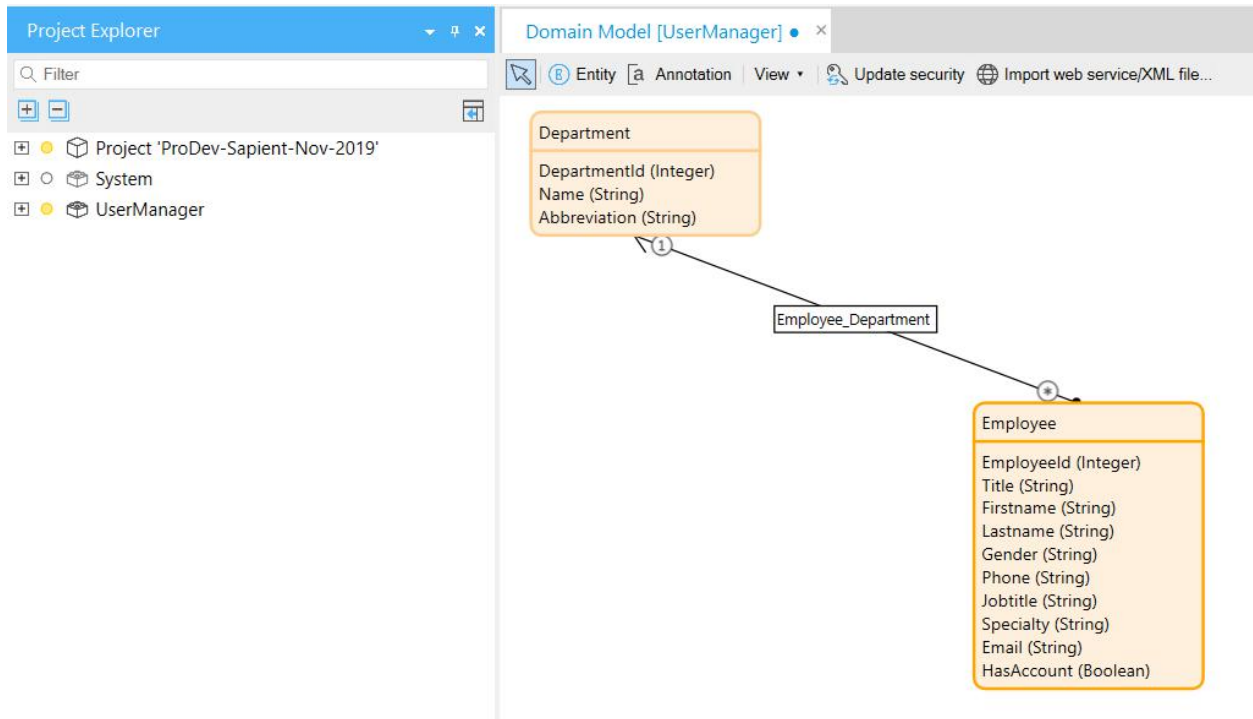 Project Explorer
Filter
Project 'ProDev-Sapient-Nov-2019'
System
UserManager
Domain Model [UserManager]
Entity Annotation View Update security Import web service/XML file...
Department
DepartmentId (Integer)
Name (String)
Abbreviation (String)
1
Employee_Department
*
Employee
EmployeeId (Integer)
Title (String)
Firstname (String)
Lastname (String)
Gender (String)
Phone (String)
Jobtitle (String)
Specialty (String)
Email (String)
HasAccount (Boolean)